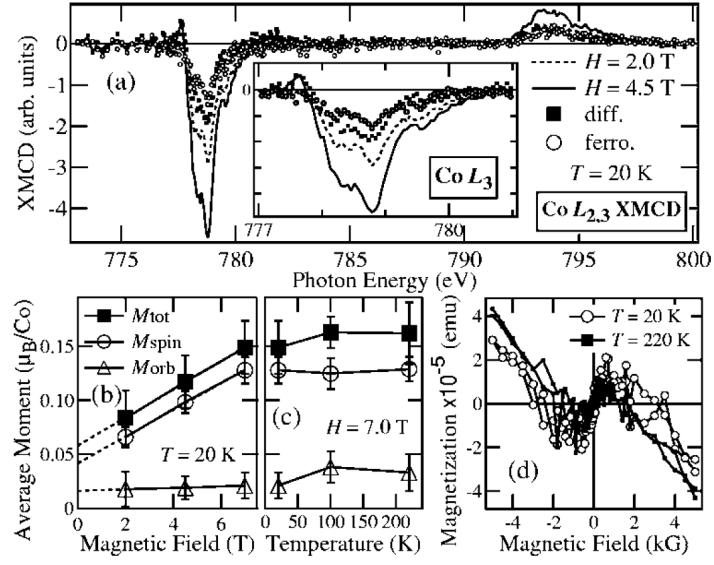 0
-1
-2
-3
-4
XMCD (arb. units)
(a)
H = 2.0 T
H = 4.5 T
diff.
ferro.
T = 20 K
Co L2,3 XMCD
0
Co L3
777
780
775
780
785
790
795
800
Photon Energy (eV)
0.15
0.10
0.05
0
Average Moment (μB/Co)
Mtot
Mspin
Morb
(b)
T = 20 K
0
2
4
6
Magnetic Field (T)
(c)
H = 7.0 T
0
50
100
150
200
Temperature (K)
4
2
0
-2
-4
Magnetization x10-5 (emu)
T = 20 K
T = 220 K
(d)
-4
-2
0
2
4
Magnetic Field (kG)